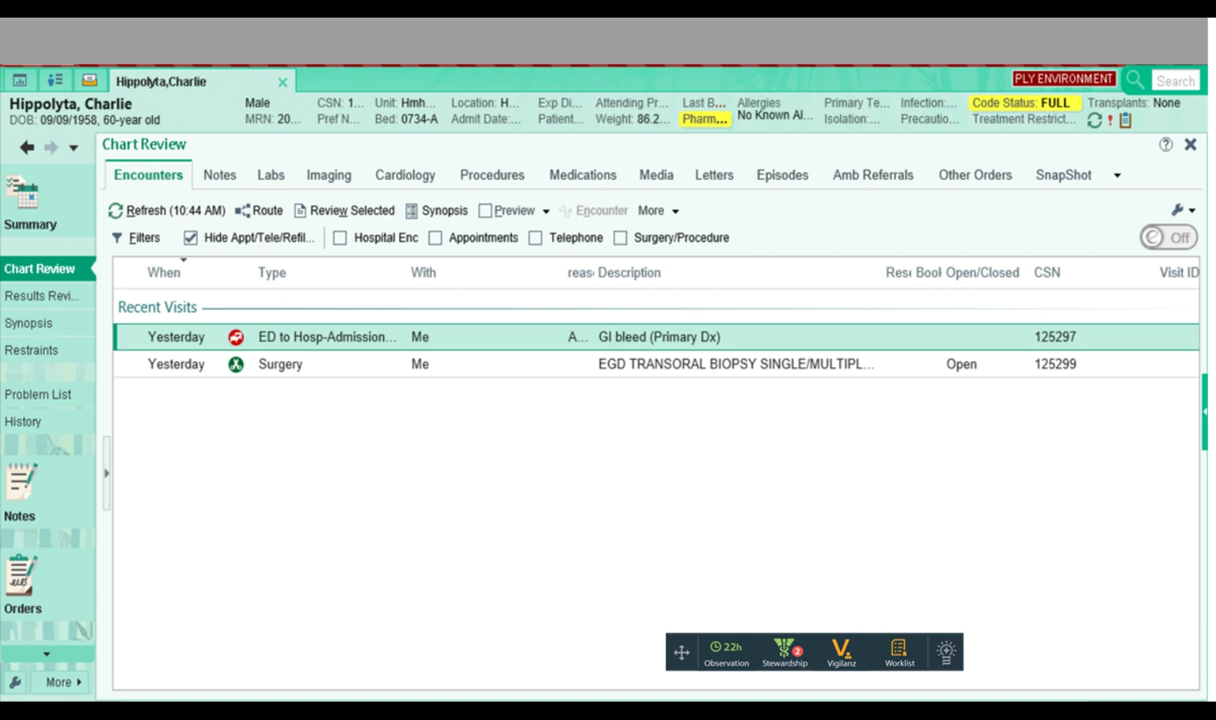 Hippolyta,Charlie
PLY ENVIRONMENT
Search
Hippolyta, Charlie
DOB: 09/09/1958, 60-year old
Male
MRN: 20...
CSN: 1...
Pref N...
Unit: Hmh...
Bed: 0734-A
Location: H...
Admit Date:...
Exp Di...
Patient...
Attending Pr...
Weight: 86.2...
Last B...
Pharm...
Allergies
No Known Al...
Primary Te...
Isolation:...
Infection:...
Precautio...
Code Status: FULL
Treatment Restrict...
Transplants: None
Chart Review
Encounters Notes Labs Imaging Cardiology Procedures Medications Media Letters Episodes Amb Referrals Other Orders SnapShot
Refresh (10:44 AM) Route Review Selected Synopsis Preview Encounter More
Filters Hide Appt/Tele/Refil... Hospital Enc Appointments Telephone Surgery/Procedure
Off
When Type With reas Description Resu Bool Open/Closed CSN Visit ID
Recent Visits
Yesterday ED to Hosp-Admission... Me A... GI bleed (Primary Dx) 125297
Yesterday Surgery Me EGD TRANSORAL BIOPSY SINGLE/MULTIPL... Open 125299
Summary
Chart Review
Results Revi...
Synopsis
Restraints
Problem List
History
Notes
Orders
More
22h
Observation
2
Stewardship
Vigilanz
Worklist